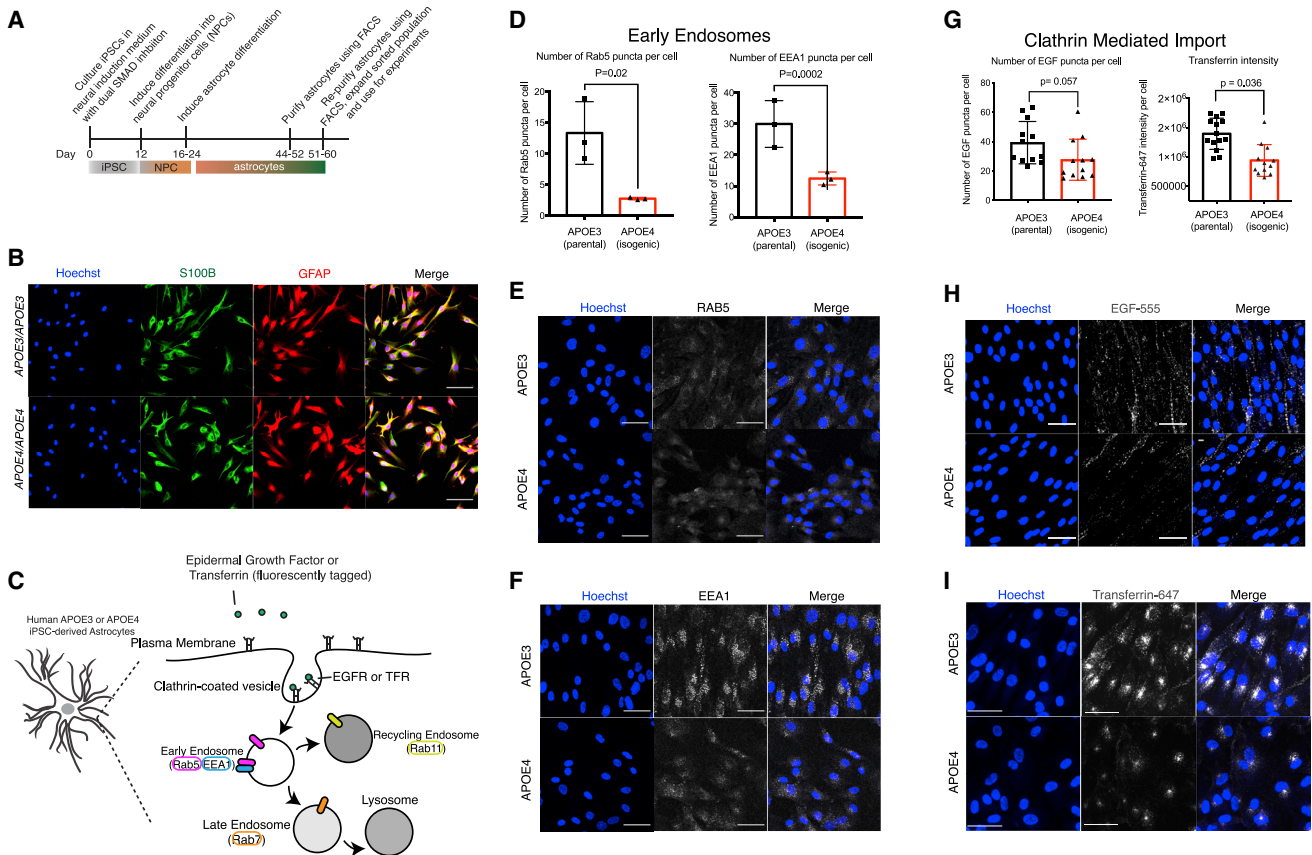 A
Culture iPSCs in
neural induction medium
with dual SMAD inhibiton
Induce differentiation into
neural progenitor cells (NPCs)
Induce astrocyte differentiation
Purify astrocytes using FACS
Re-purify astrocytes using
FACS, expand sorted population
and use for experiments
Day 0 12 16-24 44-52 51-60
iPSC NPC astrocytes
B
Hoechst S100B GFAP Merge
APOE3/APOE3
APOE4/APOE4
C
Epidermal Growth Factor or
Transferrin (fluorescently tagged)
Human APOE3 or APOE4
iPSC-derived Astrocytes
Plasma Membrane
EGFR or TFR
Clathrin-coated vesicle
Recycling Endosome
(Rab11)
Early Endosome
(Rab5 EEA1)
Lysosome
Late Endosome
(Rab7)
D
Early Endosomes
Number of Rab5 puncta per cell
P=0.02
Number of Rab5 puncta per cell
20
15
10
5
0
APOE3 APOE4
(parental) (isogenic)
Number of EEA1 puncta per cell
P=0.0002
Number of EEA1 puncta per cell
40
30
20
10
0
APOE3 APOE4
(parental) (isogenic)
E
Hoechst RAB5 Merge
APOE3
APOE4
F
Hoechst EEA1 Merge
APOE3
APOE4
G
Clathrin Mediated Import
Number of EGF puncta per cell
p= 0.057
Number of EGF puncta per cell
80
60
40
20
0
APOE3 APOE4
(parental) (isogenic)
Transferrin intensity
p = 0.036
Transferrin-647 intensity per cell
2×10⁶
2×10⁶
1×10⁶
500000
APOE3 APOE4
(parental) (isogenic)
H
Hoechst EGF-555 Merge
APOE3
APOE4
I
Hoechst Transferrin-647 Merge
APOE3
APOE4